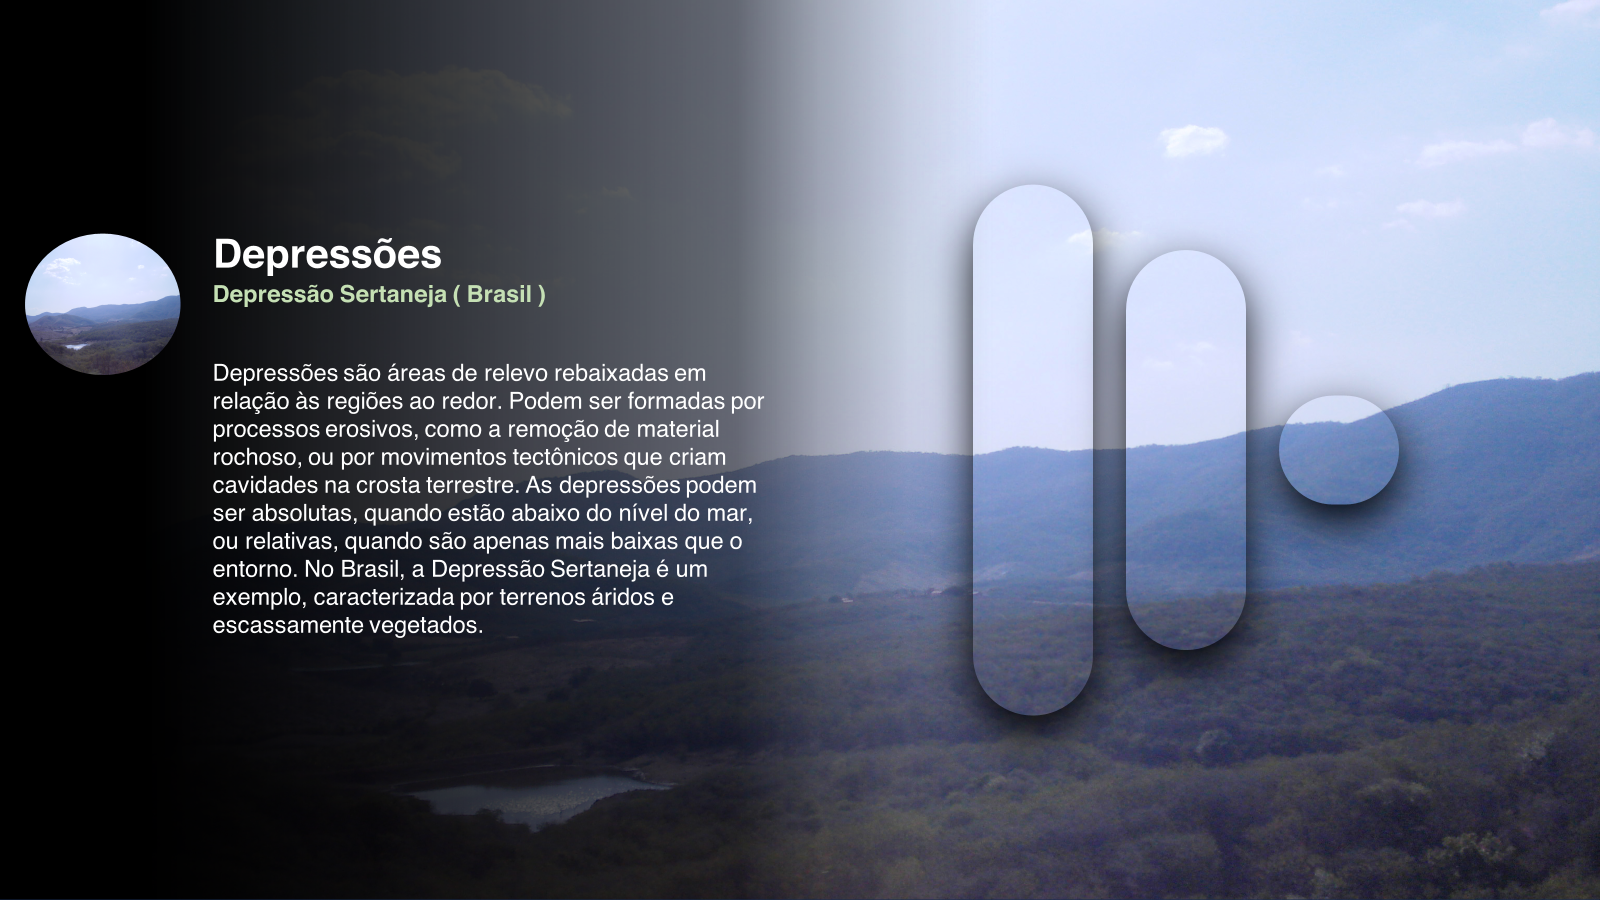 Depressões
Depressão Sertaneja ( Brasil )
Depressões são áreas de relevo rebaixadas em
relação às regiões ao redor. Podem ser formadas por
processos erosivos, como a remoção de material
rochoso, ou por movimentos tectônicos que criam
cavidades na crosta terrestre. As depressões podem
ser absolutas, quando estão abaixo do nível do mar,
ou relativas, quando são apenas mais baixas que o
entorno. No Brasil, a Depressão Sertaneja é um
exemplo, caracterizada por terrenos áridos e
escassamente vegetados.